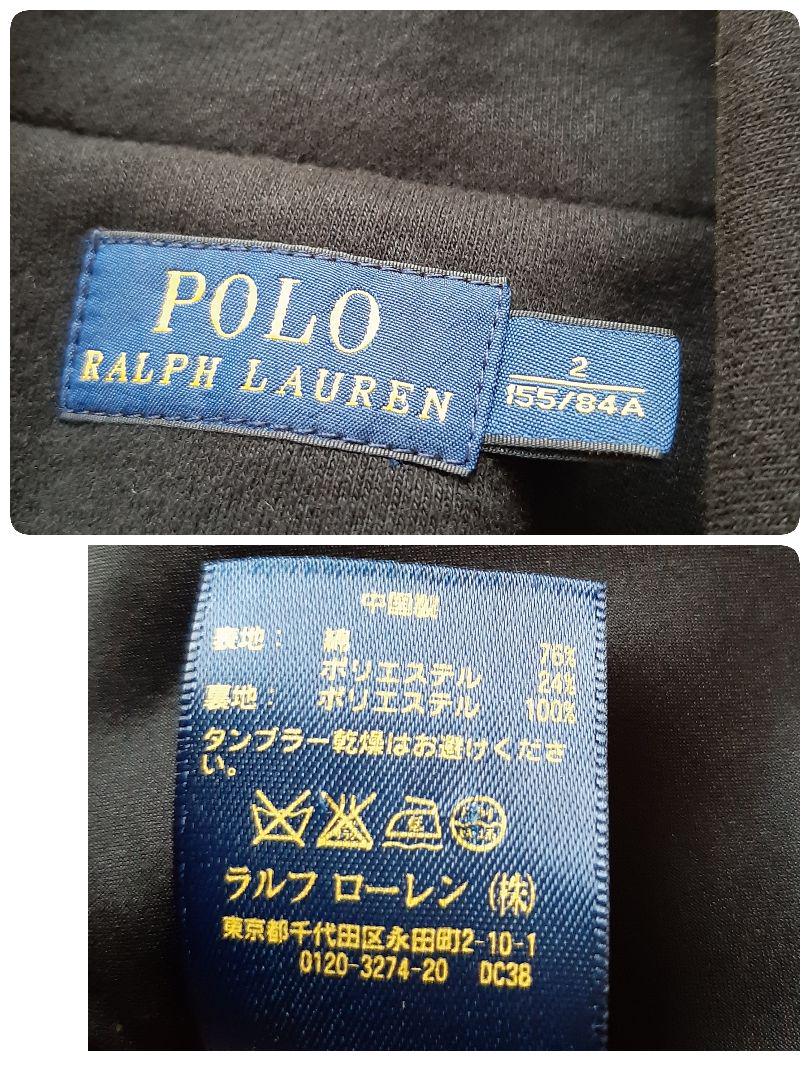 POLO
RALPH LAUREN
2
155/84A
中国製
表地： 綿 76%
ポリエステル 24%
裏地： ポリエステル 100%
タンブラー乾燥はお避けくださ
い。
ラルフ ローレン (株)
東京都千代田区永田町2-10-1
0120-3274-20 DC38